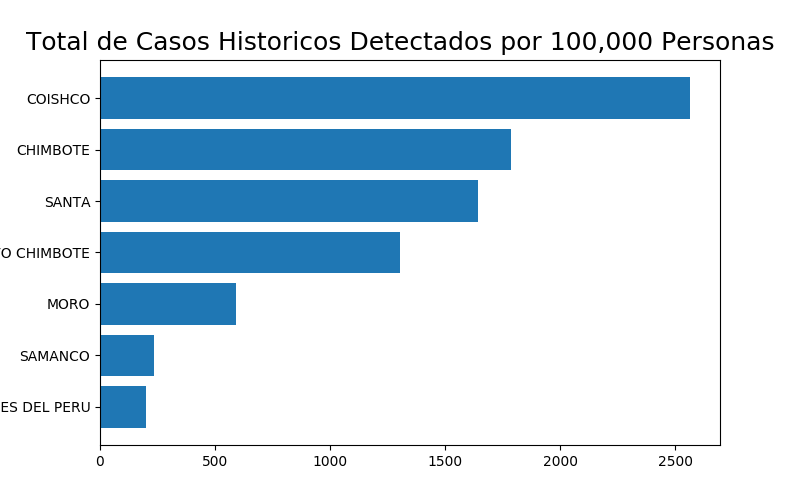 Total de Casos Historicos Detectados por 100,000 Personas
COISHCO
CHIMBOTE
SANTA
O CHIMBOTE
MORO
SAMANCO
ES DEL PERU
0 500 1000 1500 2000 2500